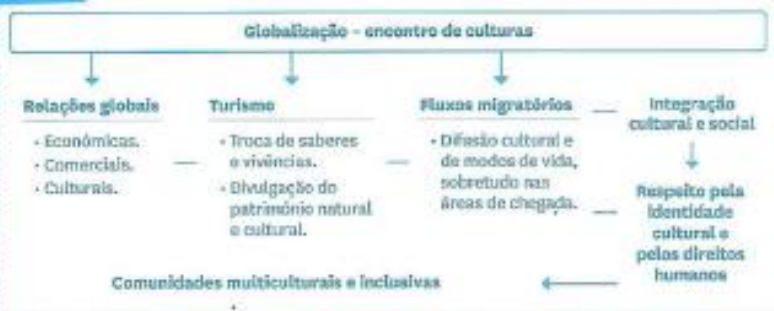 Globalização – encontro de culturas
Relações globais
• Económicas.
• Comerciais.
• Culturais.
Turismo
• Troca de saberes
e vivências.
• Divulgação do
património natural
e cultural.
Fluxos migratórios
• Difusão cultural e
de modos de vida,
sobretudo nas
áreas de chegada.
Integração
cultural e social
Respeito pela
identidade
cultural e
pelos direitos
humanos
Comunidades multiculturais e inclusivas